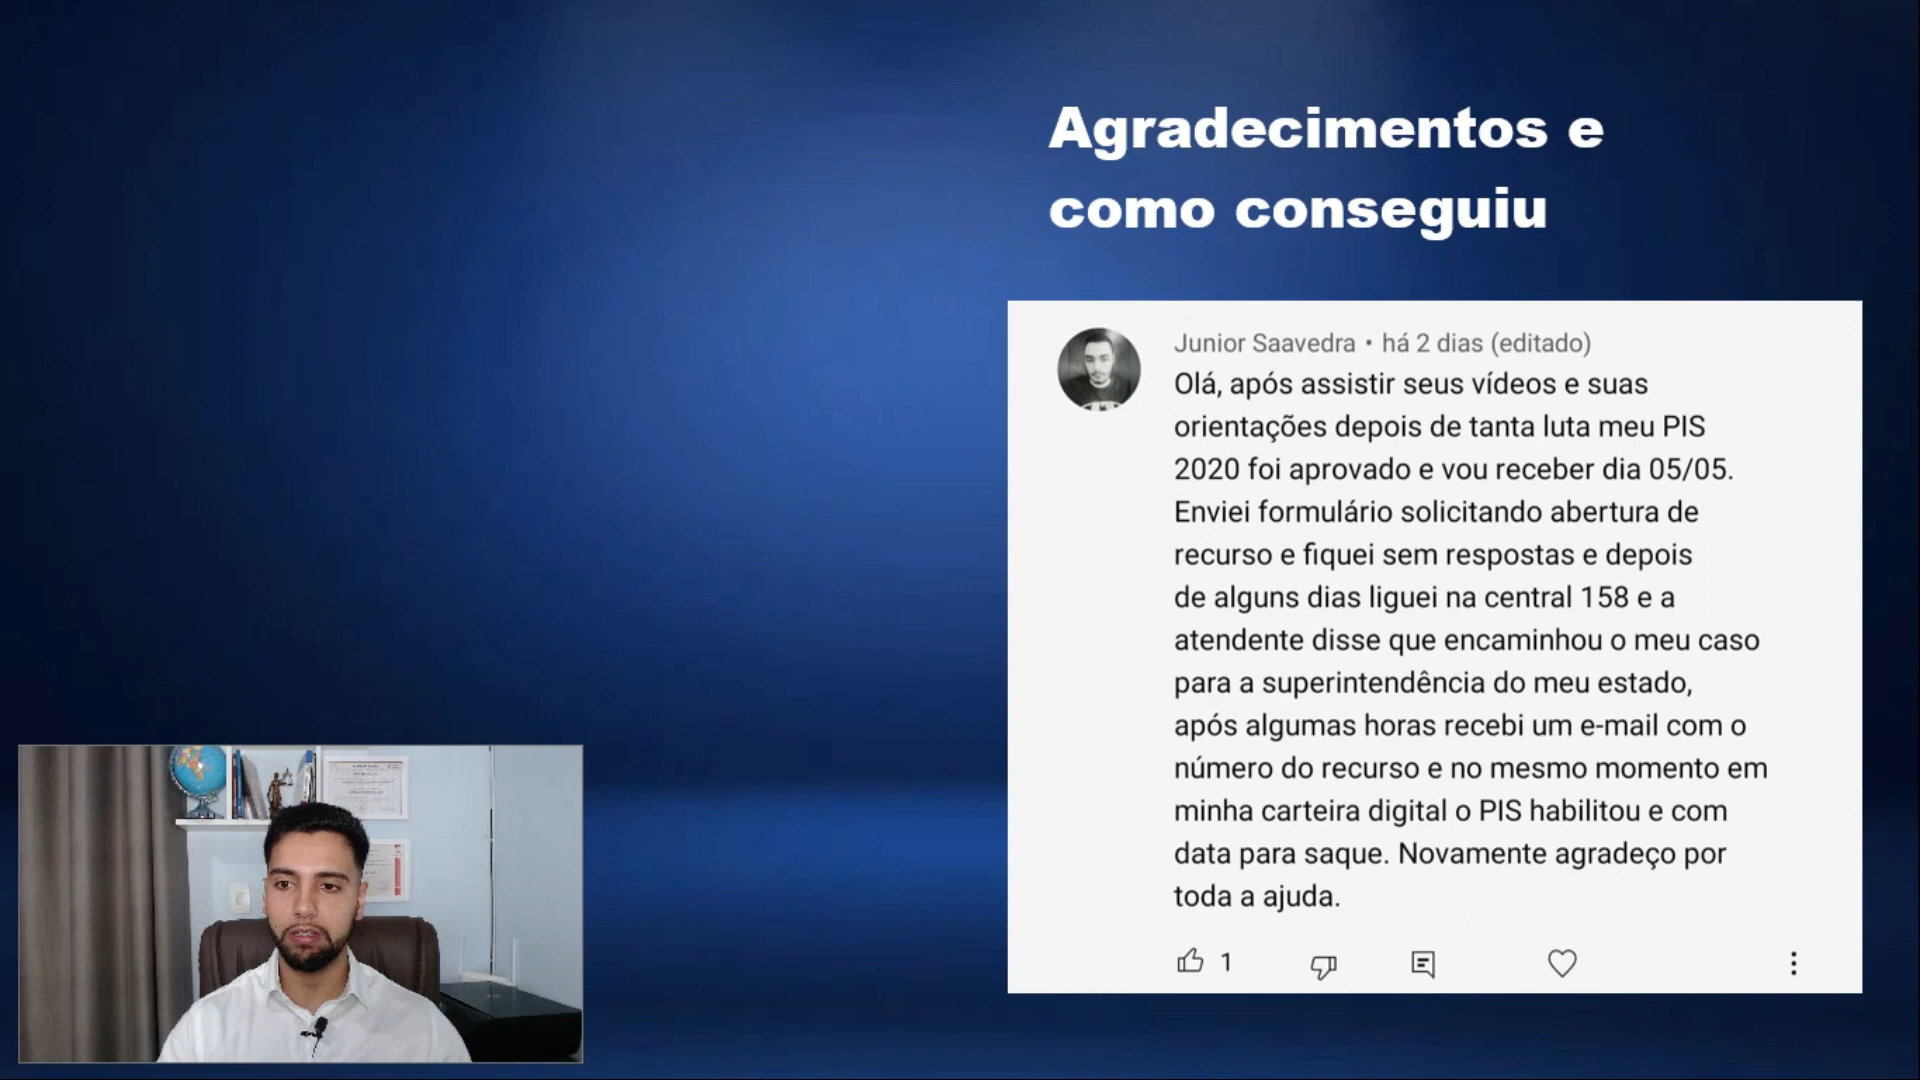 Agradecimentos e
como conseguiu
Junior Saavedra • há 2 dias (editado)
Olá, após assistir seus vídeos e suas
orientações depois de tanta luta meu PIS
2020 foi aprovado e vou receber dia 05/05.
Enviei formulário solicitando abertura de
recurso e fiquei sem respostas e depois
de alguns dias liguei na central 158 e a
atendente disse que encaminhou o meu caso
para a superintendência do meu estado,
após algumas horas recebi um e-mail com o
número do recurso e no mesmo momento em
minha carteira digital o PIS habilitou e com
data para saque. Novamente agradeço por
toda a ajuda.
1